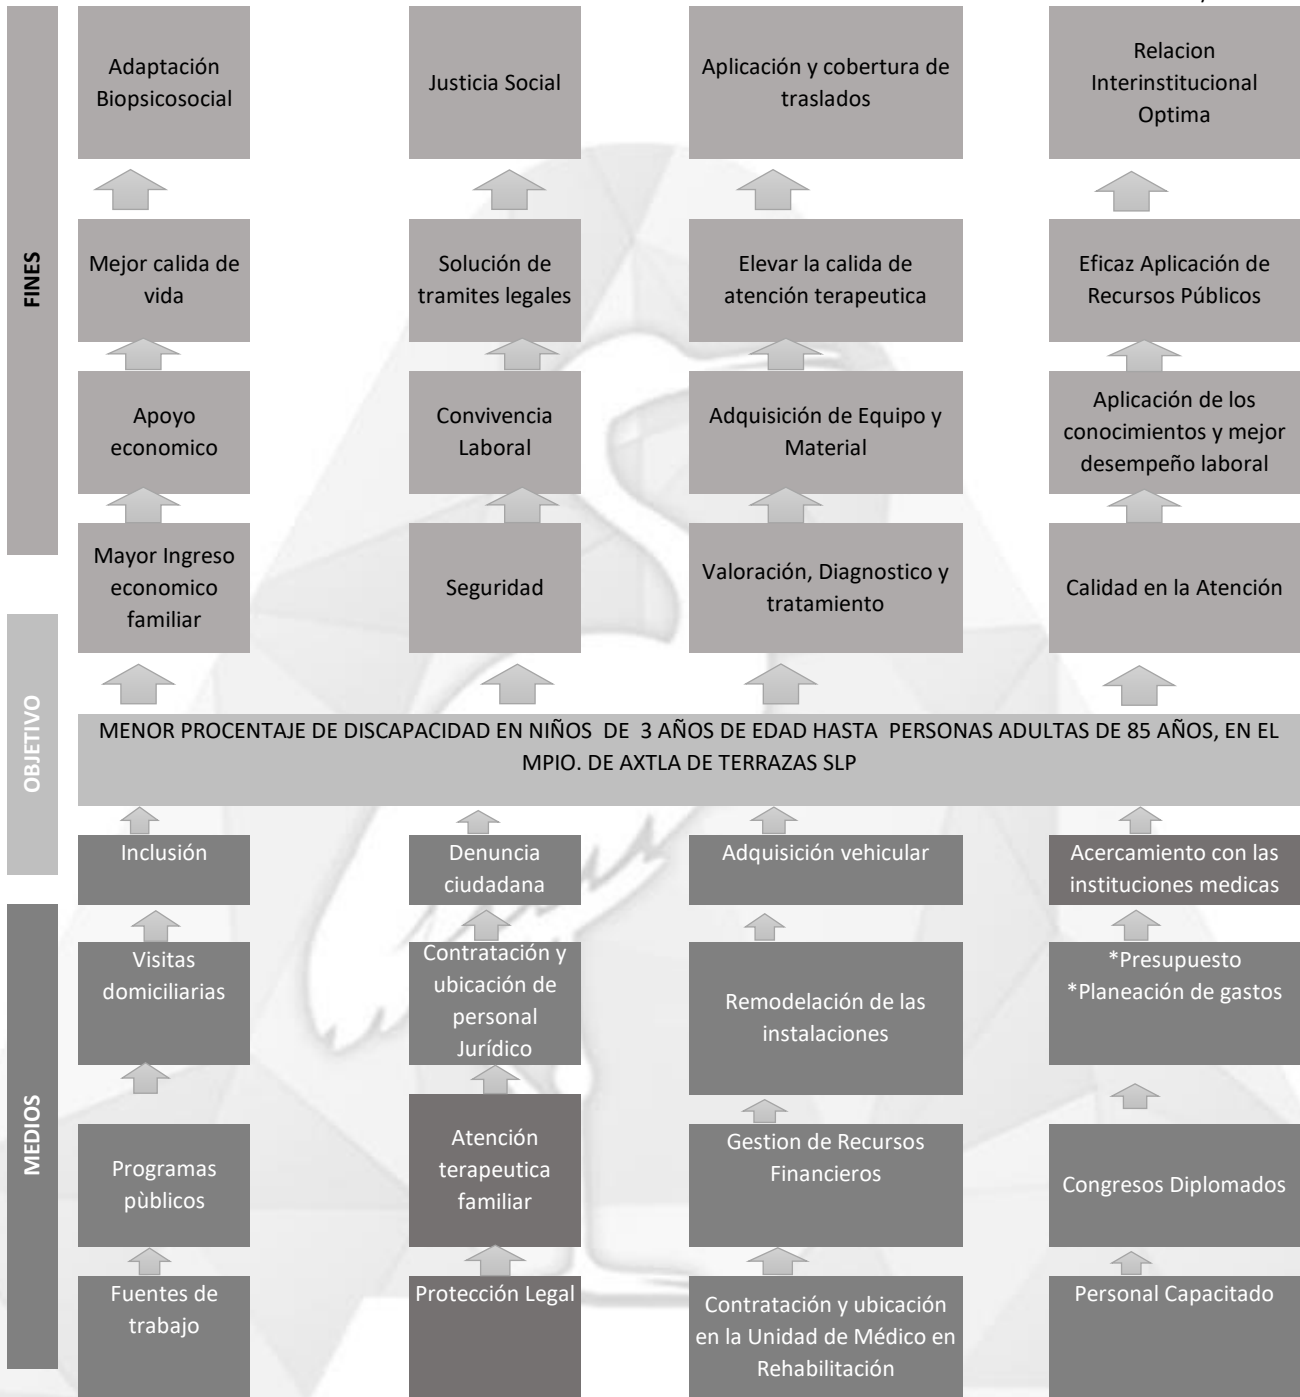 FINES
Adaptación
Biopsicosocial
Justicia Social
Aplicación y cobertura de
traslados
Relacion
Interinstitucional
Optima
Mejor calida de
vida
Solución de
tramites legales
Elevar la calida de
atención terapeutica
Eficaz Aplicación de
Recursos Públicos
Apoyo
economico
Convivencia
Laboral
Adquisición de Equipo y
Material
Aplicación de los
conocimientos y mejor
desempeño laboral
Mayor Ingreso
economico
familiar
Seguridad
Valoración, Diagnostico y
tratamiento
Calidad en la Atención
OBJETIVO
MENOR PROCENTAJE DE DISCAPACIDAD EN NIÑOS DE 3 AÑOS DE EDAD HASTA PERSONAS ADULTAS DE 85 AÑOS, EN EL
MPIO. DE AXTLA DE TERRAZAS SLP
MEDIOS
Inclusión
Denuncia
ciudadana
Adquisición vehicular
Acercamiento con las
instituciones medicas
Visitas
domiciliarias
Contratación y
ubicación de
personal
Jurídico
Remodelación de las
instalaciones
*Presupuesto
*Planeación de gastos
Programas
pùblicos
Atención
terapeutica
familiar
Gestion de Recursos
Financieros
Congresos Diplomados
Fuentes de
trabajo
Protección Legal
Contratación y ubicación
en la Unidad de Médico en
Rehabilitación
Personal Capacitado